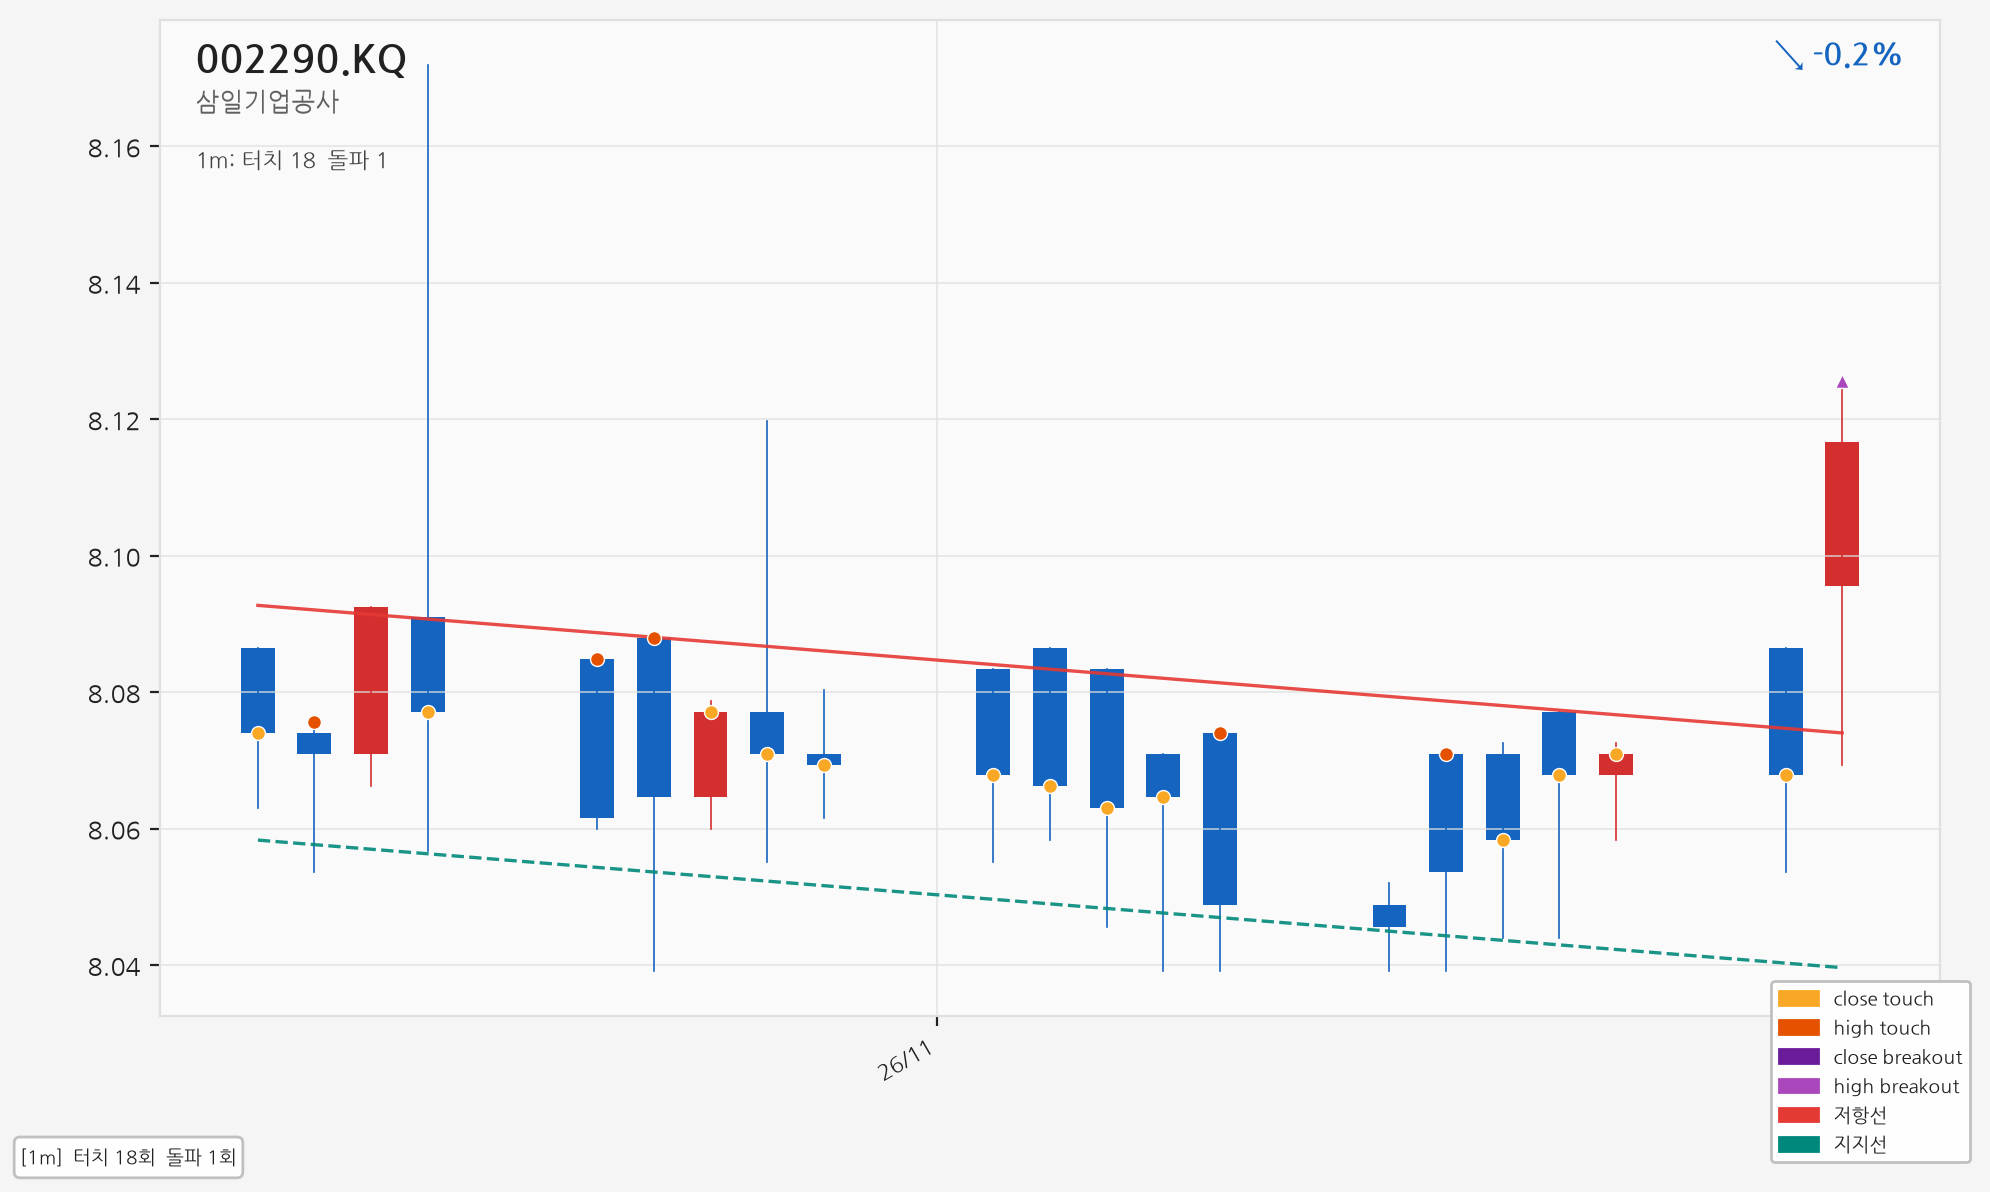 002290.KQ
삼일기업공사
1m: 터치 18 돌파 1
-0.2%
8.16
8.14
8.12
8.10
8.08
8.06
8.04
26/11
close touch
high touch
close breakout
high breakout
저항선
지지선
[1m] 터치 18회 돌파 1회